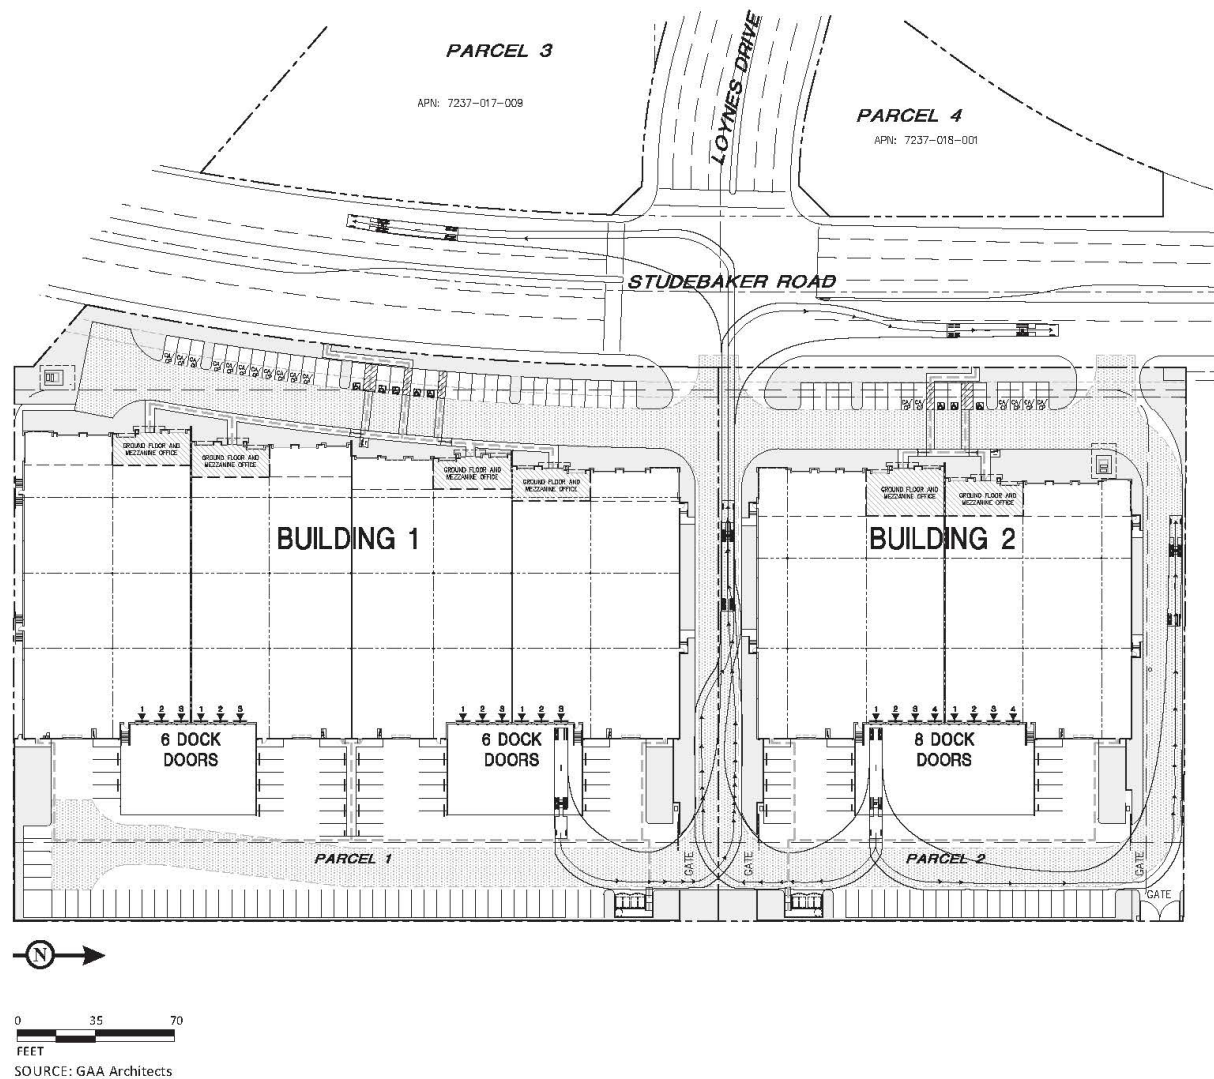 PARCEL 3
APN: 7237-017-009
LOYNES DRIVE
PARCEL 4
APN: 7237-018-001
STUDEBAKER ROAD
GROUND FLOOR AND
MEZZANINE OFFICE
GROUND FLOOR AND
MEZZANINE OFFICE
GROUND FLOOR AND
MEZZANINE OFFICE
GROUND FLOOR AND
MEZZANINE OFFICE
GROUND FLOOR AND
MEZZANINE OFFICE
GROUND FLOOR AND
MEZZANINE OFFICE
BUILDING 1
BUILDING 2
1 2 3 1 2 3
1 2 3 1 2 3
1 2 3 4 1 2 3 4
6 DOCK
DOORS
6 DOCK
DOORS
8 DOCK
DOORS
PARCEL 1
GATE
GATE
PARCEL 2
GATE
GATE
N
0 35 70
FEET
SOURCE: GAA Architects